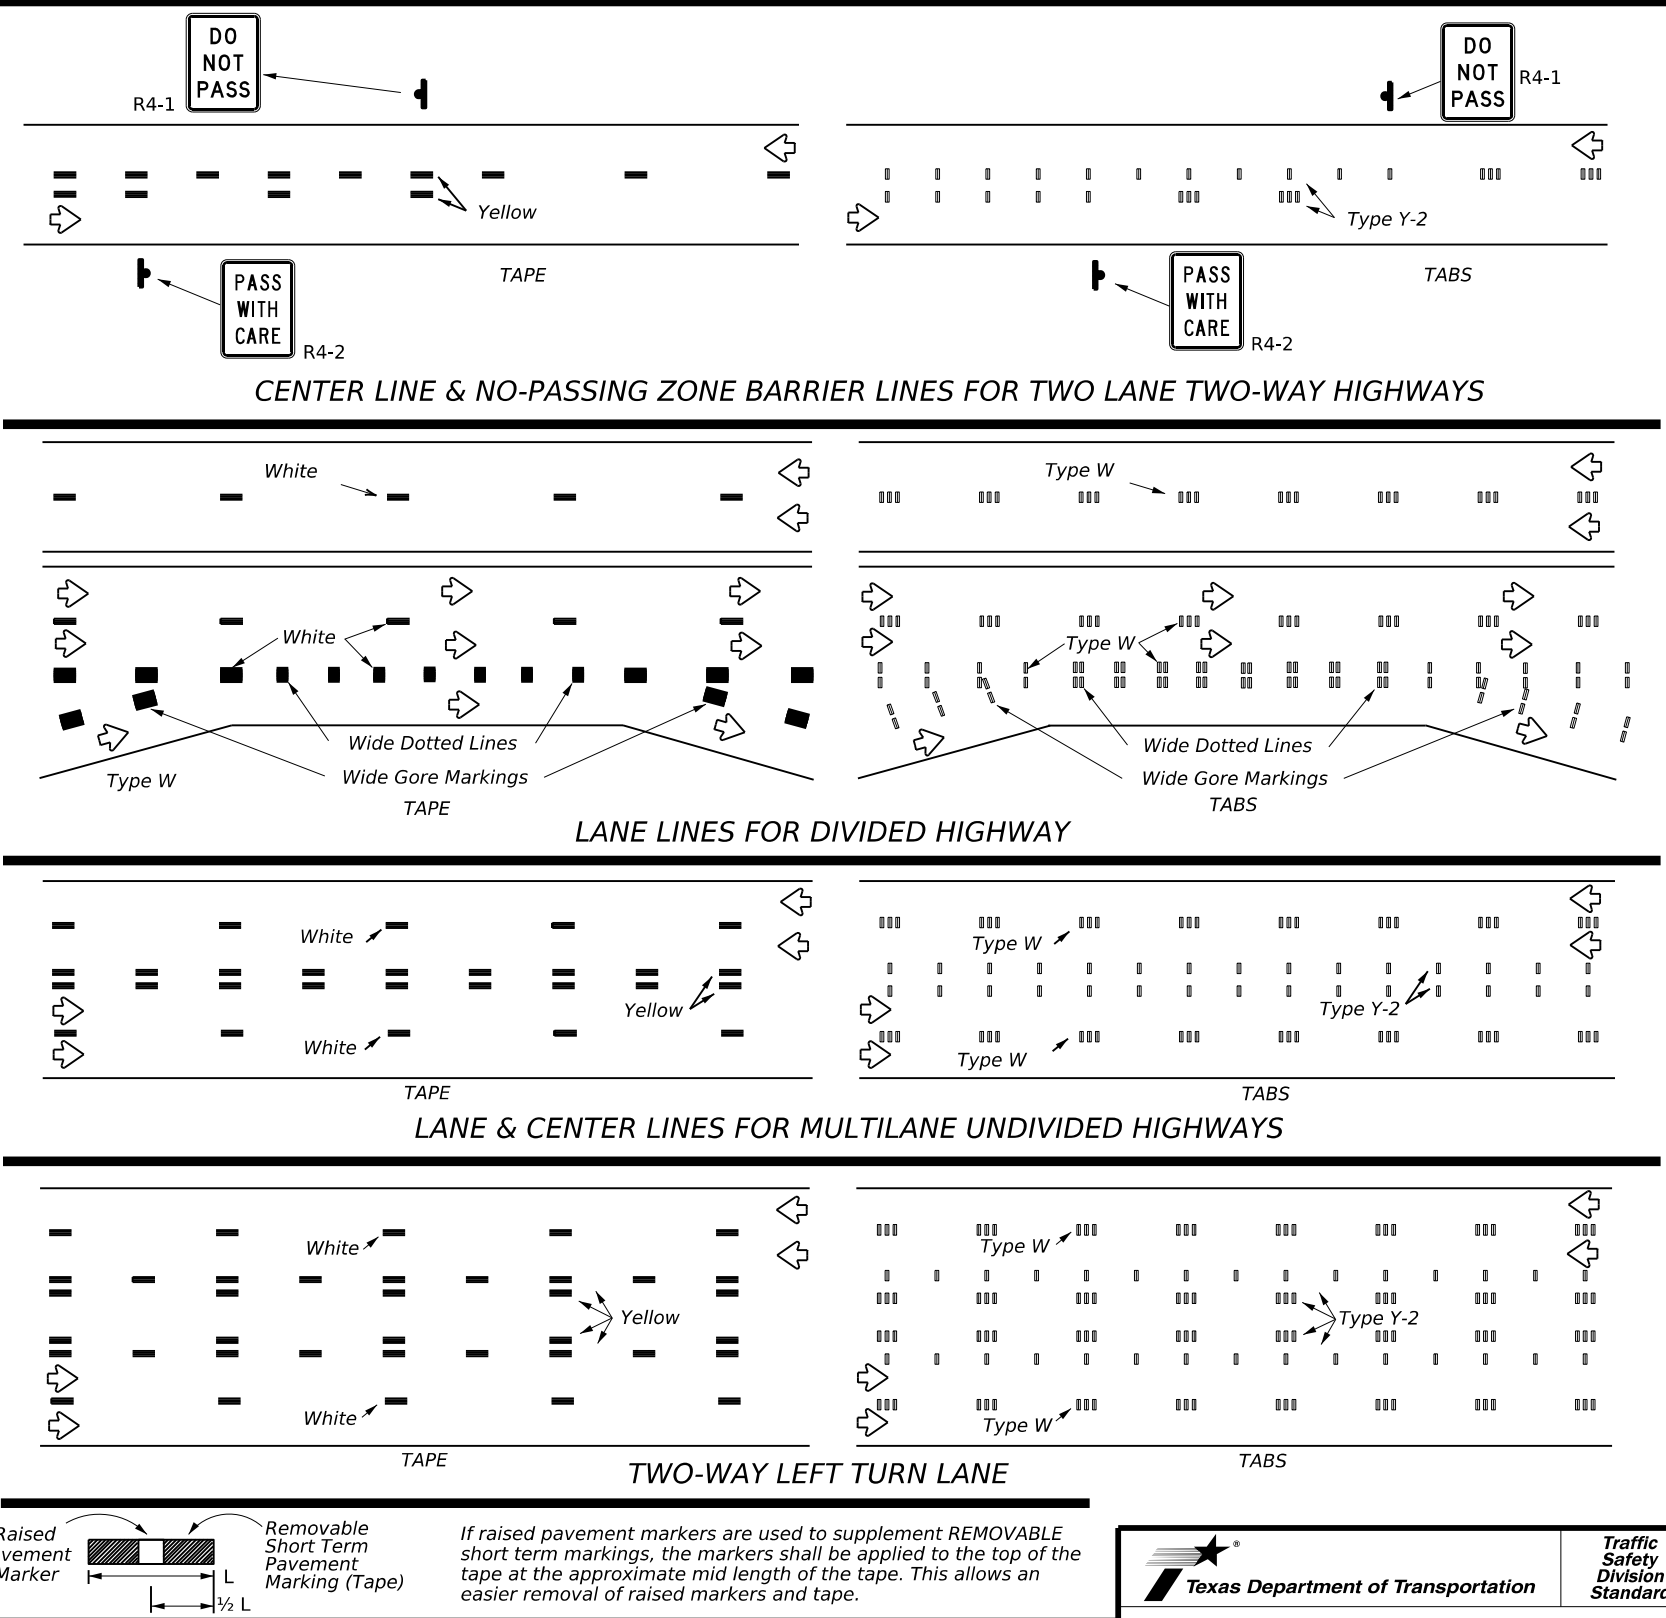 DO
NOT
PASS
R4-1
Yellow
TAPE
PASS
WITH
CARE
R4-2
DO
NOT
PASS
R4-1
Type Y-2
TABS
PASS
WITH
CARE
R4-2
CENTER LINE & NO-PASSING ZONE BARRIER LINES FOR TWO LANE TWO-WAY HIGHWAYS
White
Type W
White
Type W
Wide Dotted Lines
Wide Gore Markings
Type W
TAPE
Wide Dotted Lines
Wide Gore Markings
TABS
LANE LINES FOR DIVIDED HIGHWAY
White
Yellow
White
TAPE
Type W
Type Y-2
Type W
TABS
LANE & CENTER LINES FOR MULTILANE UNDIVIDED HIGHWAYS
White
Yellow
White
TAPE
Type W
Type Y-2
Type W
TABS
TWO-WAY LEFT TURN LANE
Raised
vement
Marker
L
½ L
Removable
Short Term
Pavement
Marking (Tape)
If raised pavement markers are used to supplement REMOVABLE
short term markings, the markers shall be applied to the top of the
tape at the approximate mid length of the tape. This allows an
easier removal of raised markers and tape.
®
Texas Department of Transportation
Traffic
Safety
Division
Standard